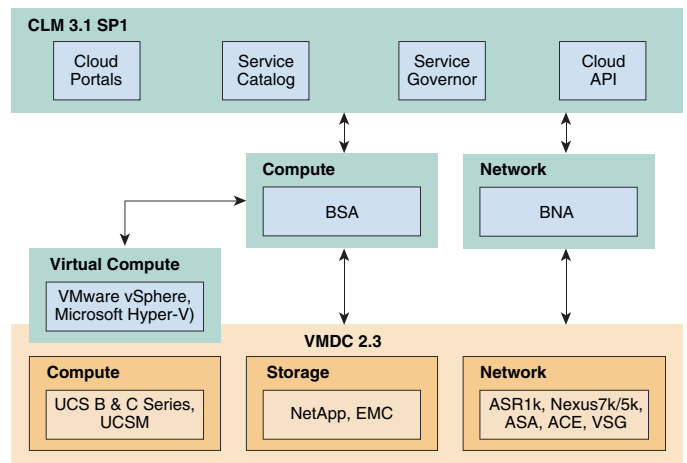 CLM 3.1 SP1
Cloud
Portals
Service
Catalog
Service
Governor
Cloud
API
Compute
BSA
Network
BNA
Virtual Compute
VMware vSphere,
Microsoft Hyper-V)
VMDC 2.3
Compute
UCS B & C Series,
UCSM
Storage
NetApp, EMC
Network
ASR1k, Nexus7k/5k,
ASA, ACE, VSG